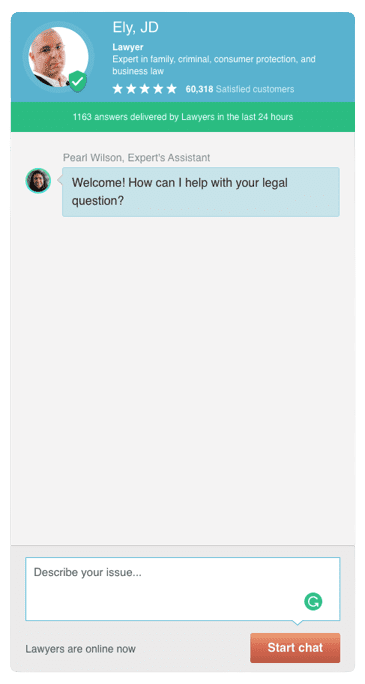 Ely, JD
Lawyer
Expert in family, criminal, consumer protection, and
business law
60,318 Satisfied customers
1163 answers delivered by Lawyers in the last 24 hours
Pearl Wilson, Expert's Assistant
Welcome! How can I help with your legal
question?
Describe your issue...
Lawyers are online now
Start chat